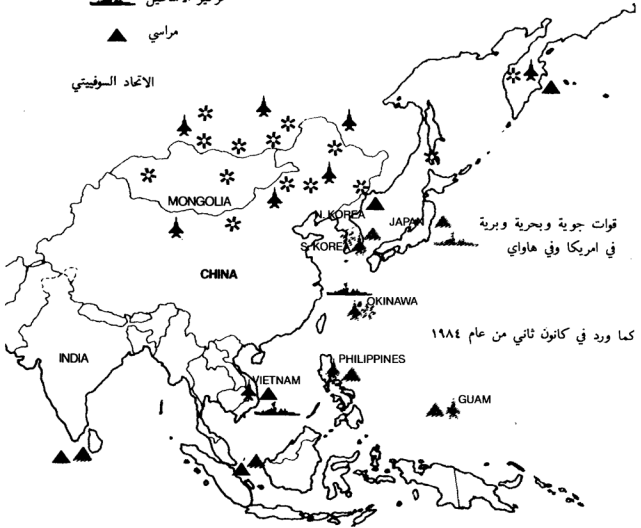 مراسي
الاتحاد السوفييتي
MONGOLIA
N. KOREA
JAPAN
قوات جوية وبحرية وبرية
في امريكا وفي هاواي
S. KOREA
CHINA
OKINAWA
كما ورد في كانون ثاني من عام ١٩٨٤
INDIA
PHILIPPINES
VIETNAM
GUAM